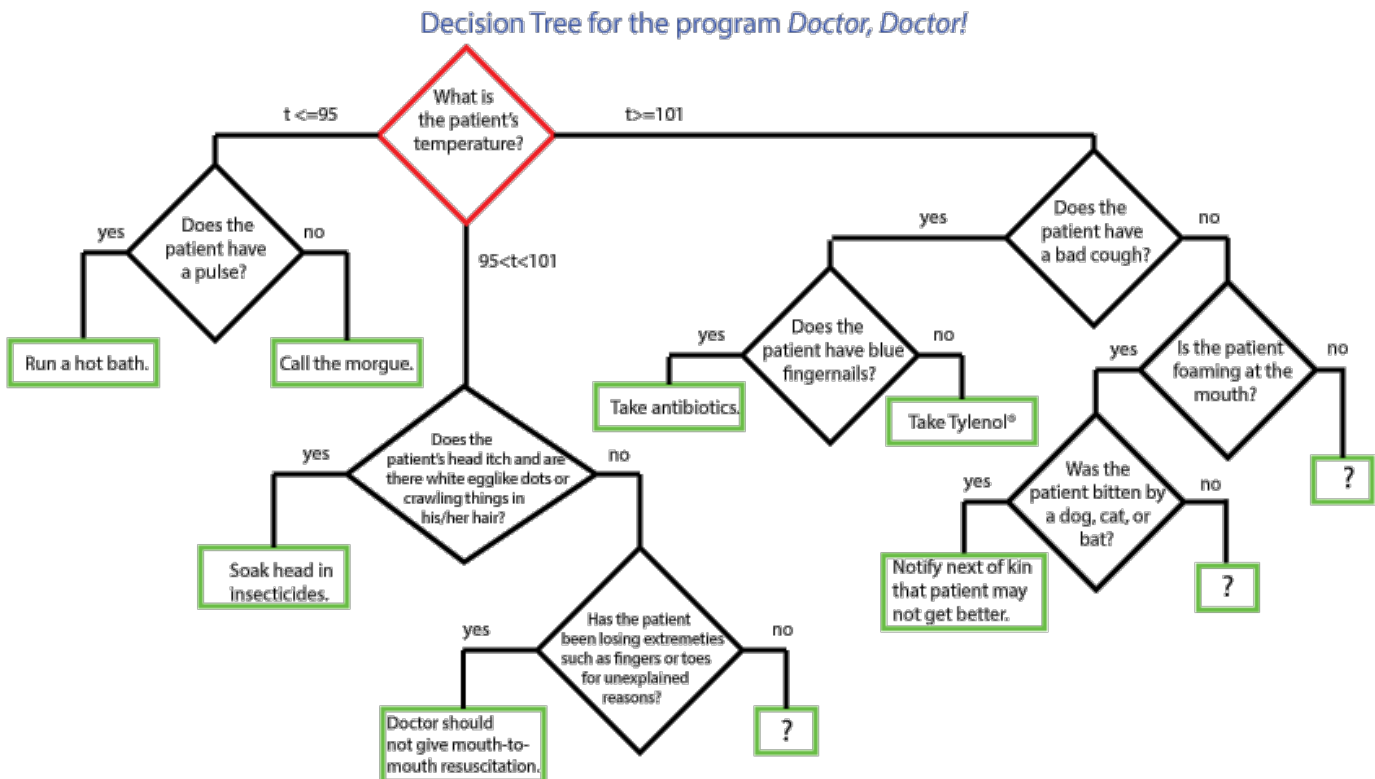 Decision Tree for the program Doctor, Doctor!
t <=95
What is
the patient's
temperature?
t>=101
yes
Does the
patient have
a pulse?
no
95<t<101
yes
Does the
patient have
a bad cough?
no
Run a hot bath.
Call the morgue.
yes
Does the
patient have blue
fingernails?
no
yes
Is the patient
foaming at the
mouth?
no
Take antibiotics.
Take Tylenol®
yes
Does the
patient's head itch and are
there white egglike dots or
crawling things in
his/her hair?
no
yes
Was the
patient bitten by
a dog, cat, or
bat?
no
?
Soak head in
insecticides.
Notify next of kin
that patient may
not get better.
?
yes
Has the patient
been losing extremeties
such as fingers or toes
for unexplained
reasons?
no
Doctor should
not give mouth-to-
mouth resuscitation.
?